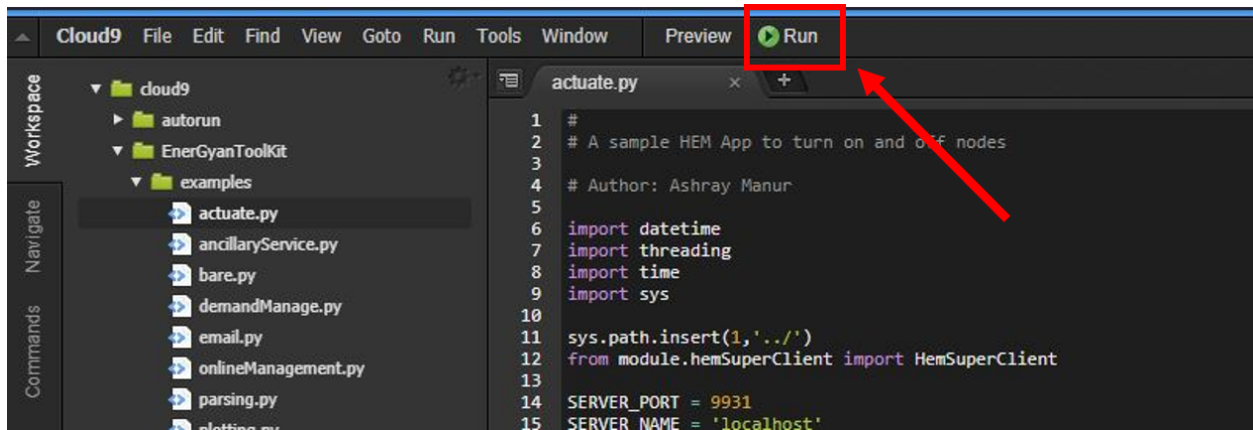 Cloud9 File Edit Find View Goto Run Tools Window Preview Run
Workspace
Navigate
Commands
cloud9
autorun
EnerGyanToolKit
examples
actuate.py
ancillaryService.py
bare.py
demandManage.py
email.py
onlineManagement.py
parsing.py
plotting.py
actuate.py × +
1 #
2 # A sample HEM App to turn on and off nodes
3
4 # Author: Ashray Manur
5
6 import datetime
7 import threading
8 import time
9 import sys
10
11 sys.path.insert(1,'../')
12 from module.hemSuperClient import HemSuperClient
13
14 SERVER_PORT = 9931
15 SERVER_NAME = 'localhost'